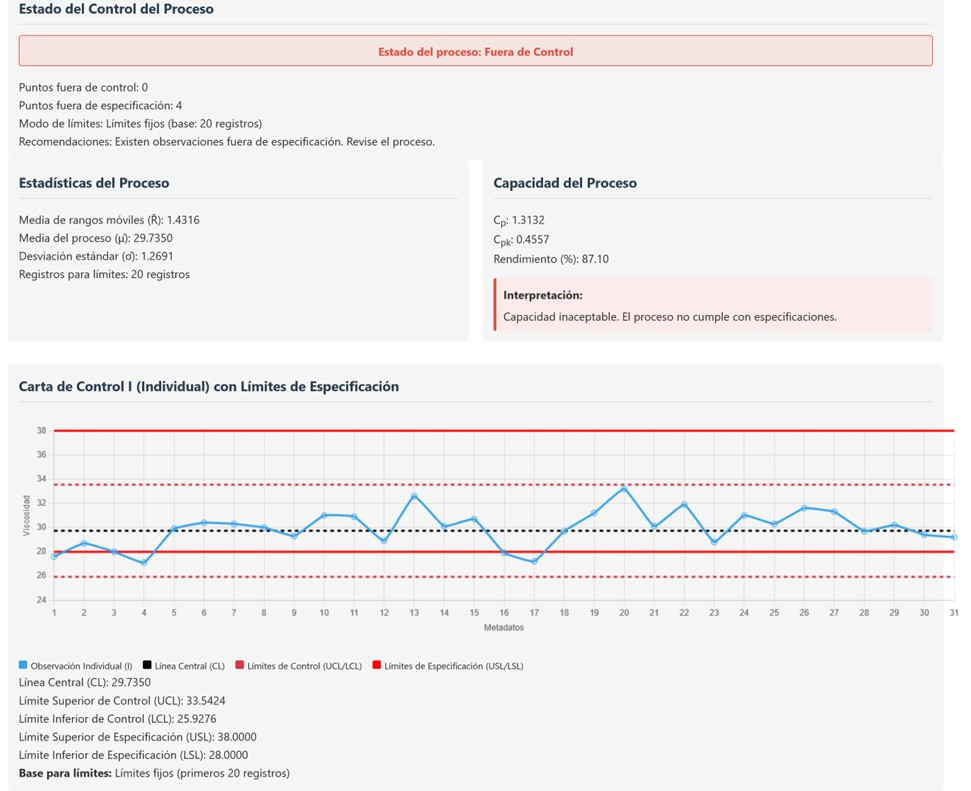 Estado del Control del Proceso
Estado del proceso: Fuera de Control
Puntos fuera de control: 0
Puntos fuera de especificación: 4
Modo de límites: Límites fijos (base: 20 registros)
Recomendaciones: Existen observaciones fuera de especificación. Revise el proceso.
Estadísticas del Proceso
Media de rangos móviles (R̄): 1.4316
Media del proceso (μ̂): 29.7350
Desviación estándar (σ̂): 1.2691
Registros para límites: 20 registros
Capacidad del Proceso
Cp: 1.3132
Cpk: 0.4557
Rendimiento (%): 87.10
Interpretación:
Capacidad inaceptable. El proceso no cumple con especificaciones.
Carta de Control I (Individual) con Límites de Especificación
38
36
34
32
30
28
26
24
Viscosidad
1 2 3 4 5 6 7 8 9 10 11 12 13 14 15 16 17 18 19 20 21 22 23 24 25 26 27 28 29 30 31
Metadatos
Observación Individual (I) Línea Central (CL) Límites de Control (UCL/LCL) Límites de Especificación (USL/LSL)
Línea Central (CL): 29.7350
Límite Superior de Control (UCL): 33.5424
Límite Inferior de Control (LCL): 25.9276
Límite Superior de Especificación (USL): 38.0000
Límite Inferior de Especificación (LSL): 28.0000
Base para límites: Límites fijos (primeros 20 registros)